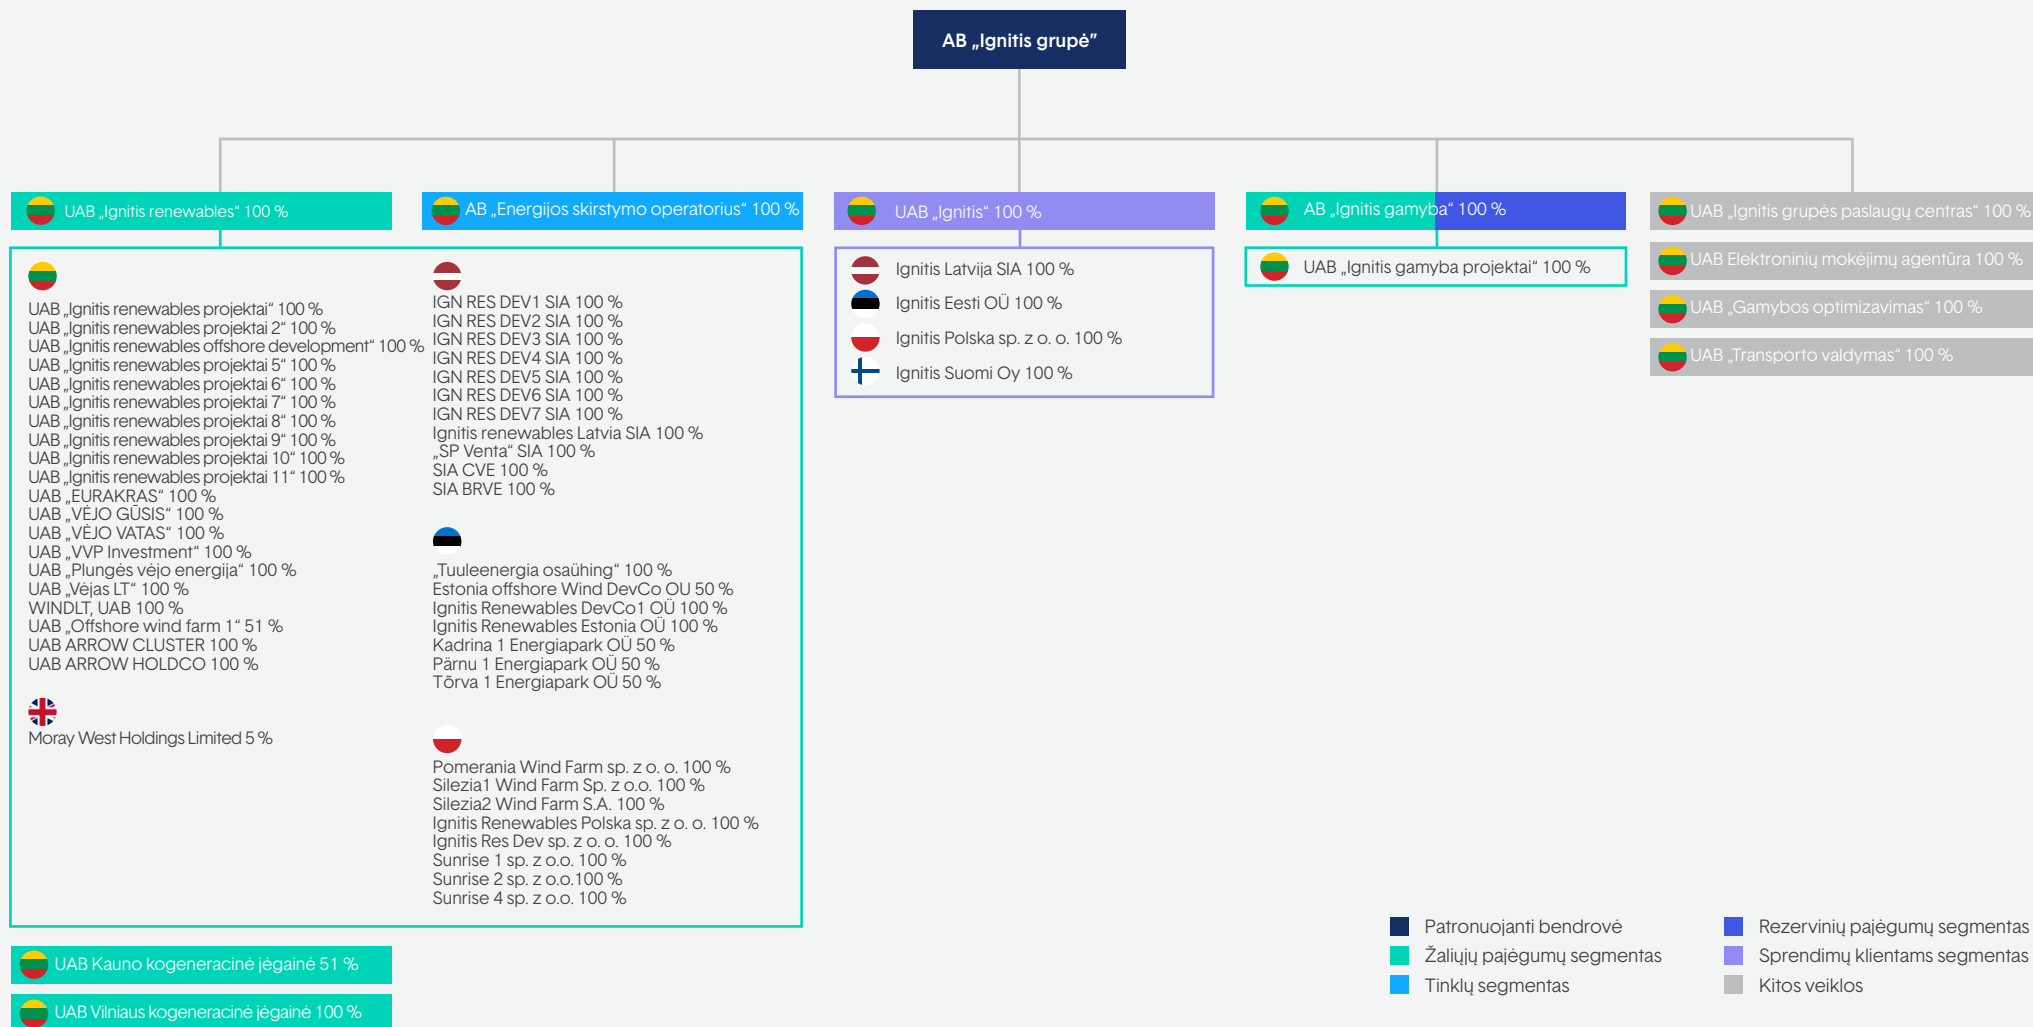 AB „Ignitis grupė”
UAB „Ignitis renewables“ 100 %
UAB „Ignitis renewables projektai“ 100 %
UAB „Ignitis renewables projektai 2“ 100 %
UAB „Ignitis renewables offshore development“ 100 %
UAB „Ignitis renewables projektai 5“ 100 %
UAB „Ignitis renewables projektai 6“ 100 %
UAB „Ignitis renewables projektai 7“ 100 %
UAB „Ignitis renewables projektai 8“ 100 %
UAB „Ignitis renewables projektai 9“ 100 %
UAB „Ignitis renewables projektai 10“ 100 %
UAB „Ignitis renewables projektai 11“ 100 %
UAB „EURAKRAS“ 100 %
UAB „VĖJO GŪSIS“ 100 %
UAB „VĖJO VATAS“ 100 %
UAB „VVP Investment“ 100 %
UAB „Plungės vėjo energija“ 100 %
UAB „Vėjas LT“ 100 %
WINDLT, UAB 100 %
UAB „Offshore wind farm 1“ 51 %
UAB ARROW CLUSTER 100 %
UAB ARROW HOLDCO 100 %
Moray West Holdings Limited 5 %
IGN RES DEV1 SIA 100 %
IGN RES DEV2 SIA 100 %
IGN RES DEV3 SIA 100 %
IGN RES DEV4 SIA 100 %
IGN RES DEV5 SIA 100 %
IGN RES DEV6 SIA 100 %
IGN RES DEV7 SIA 100 %
Ignitis renewables Latvia SIA 100 %
„SP Venta“ SIA 100 %
SIA CVE 100 %
SIA BRVE 100 %
„Tuuleenergia osaühing“ 100 %
Estonia offshore Wind DevCo OU 50 %
Ignitis Renewables DevCo1 OÜ 100 %
Ignitis Renewables Estonia OÜ 100 %
Kadrina 1 Energiapark OÜ 50 %
Pärnu 1 Energiapark OÜ 50 %
Tõrva 1 Energiapark OÜ 50 %
Pomerania Wind Farm sp. z o. o. 100 %
Silezia1 Wind Farm Sp. z o.o. 100 %
Silezia2 Wind Farm S.A. 100 %
Ignitis Renewables Polska sp. z o. o. 100 %
Ignitis Res Dev sp. z o. o. 100 %
Sunrise 1 sp. z o.o. 100 %
Sunrise 2 sp. z o.o.100 %
Sunrise 4 sp. z o.o. 100 %
UAB Kauno kogeneracinė jėgainė 51 %
UAB Vilniaus kogeneracinė jėgainė 100 %
AB „Energijos skirstymo operatorius“ 100 %
UAB „Ignitis“ 100 %
Ignitis Latvija SIA 100 %
Ignitis Eesti OÜ 100 %
Ignitis Polska sp. z o. o. 100 %
Ignitis Suomi Oy 100 %
AB „Ignitis gamyba“ 100 %
UAB „Ignitis gamyba projektai“ 100 %
UAB „Ignitis grupės paslaugų centras“ 100 %
UAB Elektroninių mokėjimų agentūra 100 %
UAB „Gamybos optimizavimas“ 100 %
UAB „Transporto valdymas“ 100 %
Patronuojanti bendrovė
Žaliųjų pajėgumų segmentas
Tinklų segmentas
Rezervinių pajėgumų segmentas
Sprendimų klientams segmentas
Kitos veiklos